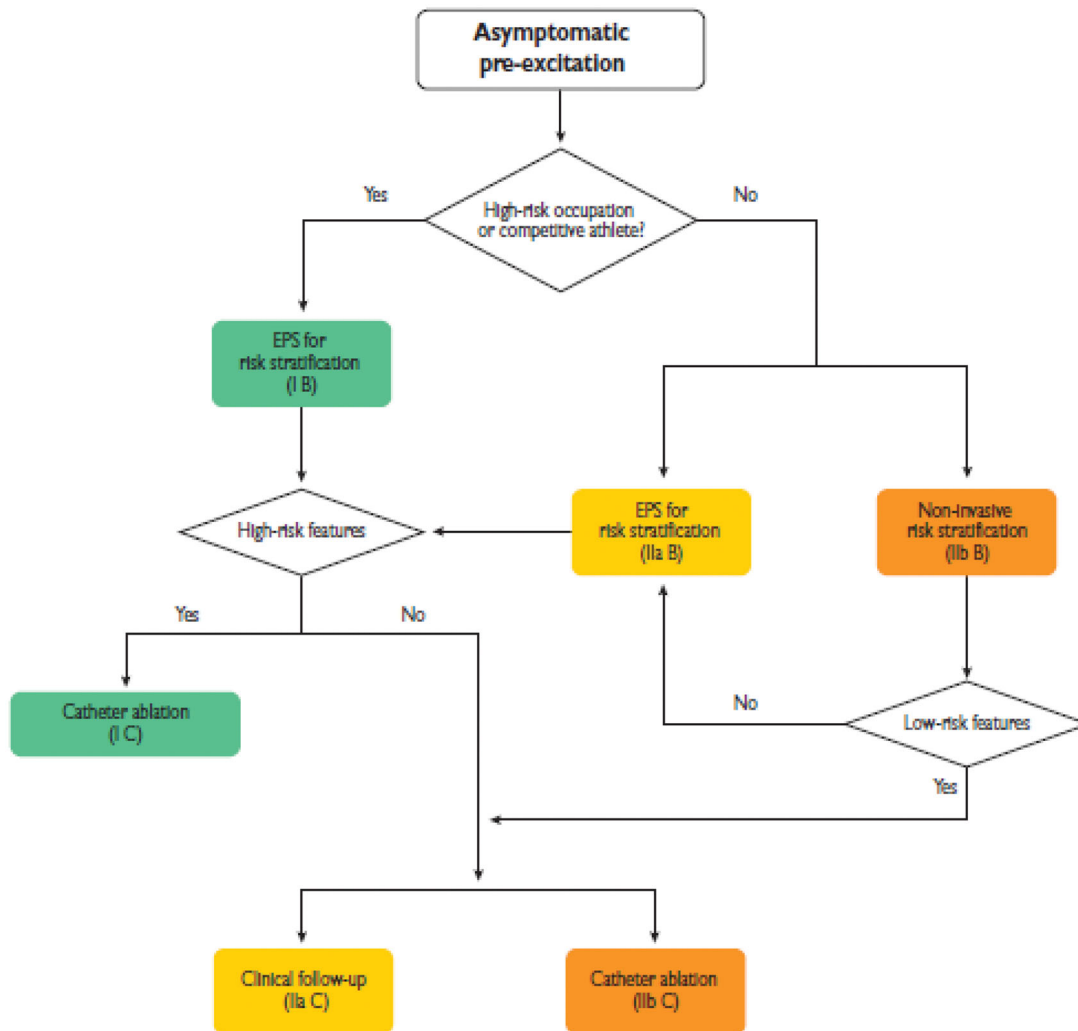 Asymptomatic
pre-excitation
Yes
No
High-risk occupation
or competitive athlete?
EPS for
risk stratification
(I B)
High-risk features
EPS for
risk stratification
(IIa B)
Non-invasive
risk stratification
(IIb B)
Yes
No
Catheter ablation
(I C)
No
Low-risk features
Yes
Clinical follow-up
(IIa C)
Catheter ablation
(IIb C)